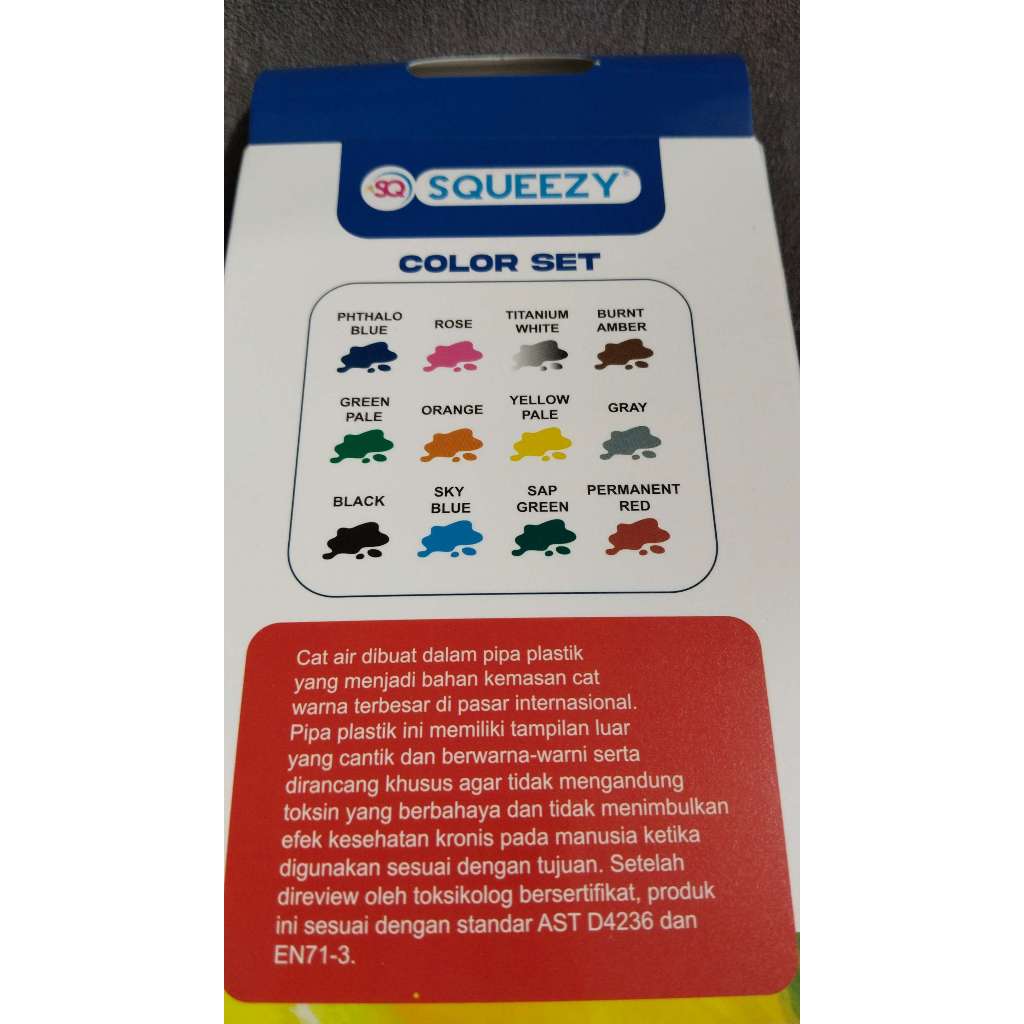 SQ SQUEEZY
COLOR SET
PHTHALO
BLUE
ROSE
TITANIUM
WHITE
BURNT
AMBER
GREEN
PALE
ORANGE
YELLOW
PALE
GRAY
BLACK
SKY
BLUE
SAP
GREEN
PERMANENT
RED
Cat air dibuat dalam pipa plastik
yang menjadi bahan kemasan cat
warna terbesar di pasar internasional.
Pipa plastik ini memiliki tampilan luar
yang cantik dan berwarna-warni serta
dirancang khusus agar tidak mengandung
toksin yang berbahaya dan tidak menimbulkan
efek kesehatan kronis pada manusia ketika
digunakan sesuai dengan tujuan. Setelah
direview oleh toksikolog bersertifikat, produk
ini sesuai dengan standar AST D4236 dan
EN71-3.